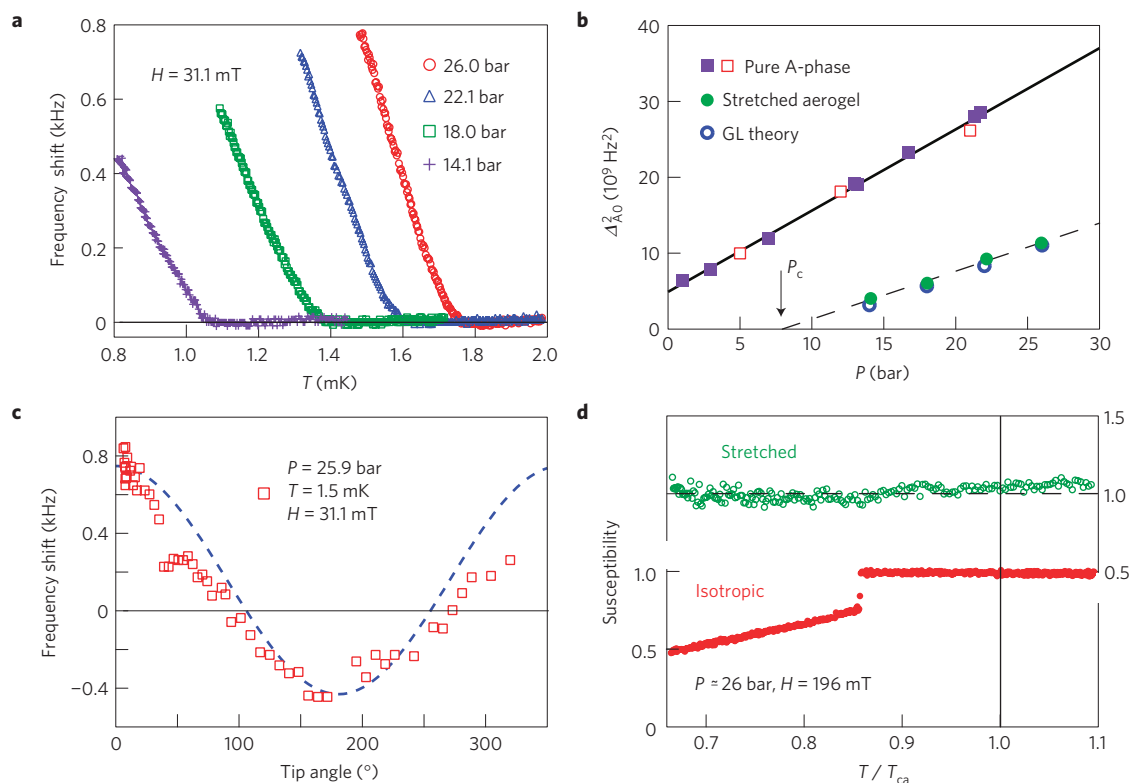 a
Frequency shift (kHz)
0.8
0.6
0.4
0.2
0
H = 31.1 mT
26.0 bar
22.1 bar
18.0 bar
14.1 bar
0.8 1.0 1.2 1.4 1.6 1.8 2.0
T (mK)
b
Δ²A0 (10⁹ Hz²)
40
30
20
10
0
Pure A-phase
Stretched aerogel
GL theory
Pc
0 5 10 15 20 25 30
P (bar)
c
Frequency shift (kHz)
0.8
0.4
0
−0.4
P = 25.9 bar
T = 1.5 mK
H = 31.1 mT
0 100 200 300
Tip angle (°)
d
Susceptibility
1.5
1.0
0.5
1.0
0.5
0
Stretched
Isotropic
P ≃ 26 bar, H = 196 mT
0.7 0.8 0.9 1.0 1.1
T / Tca